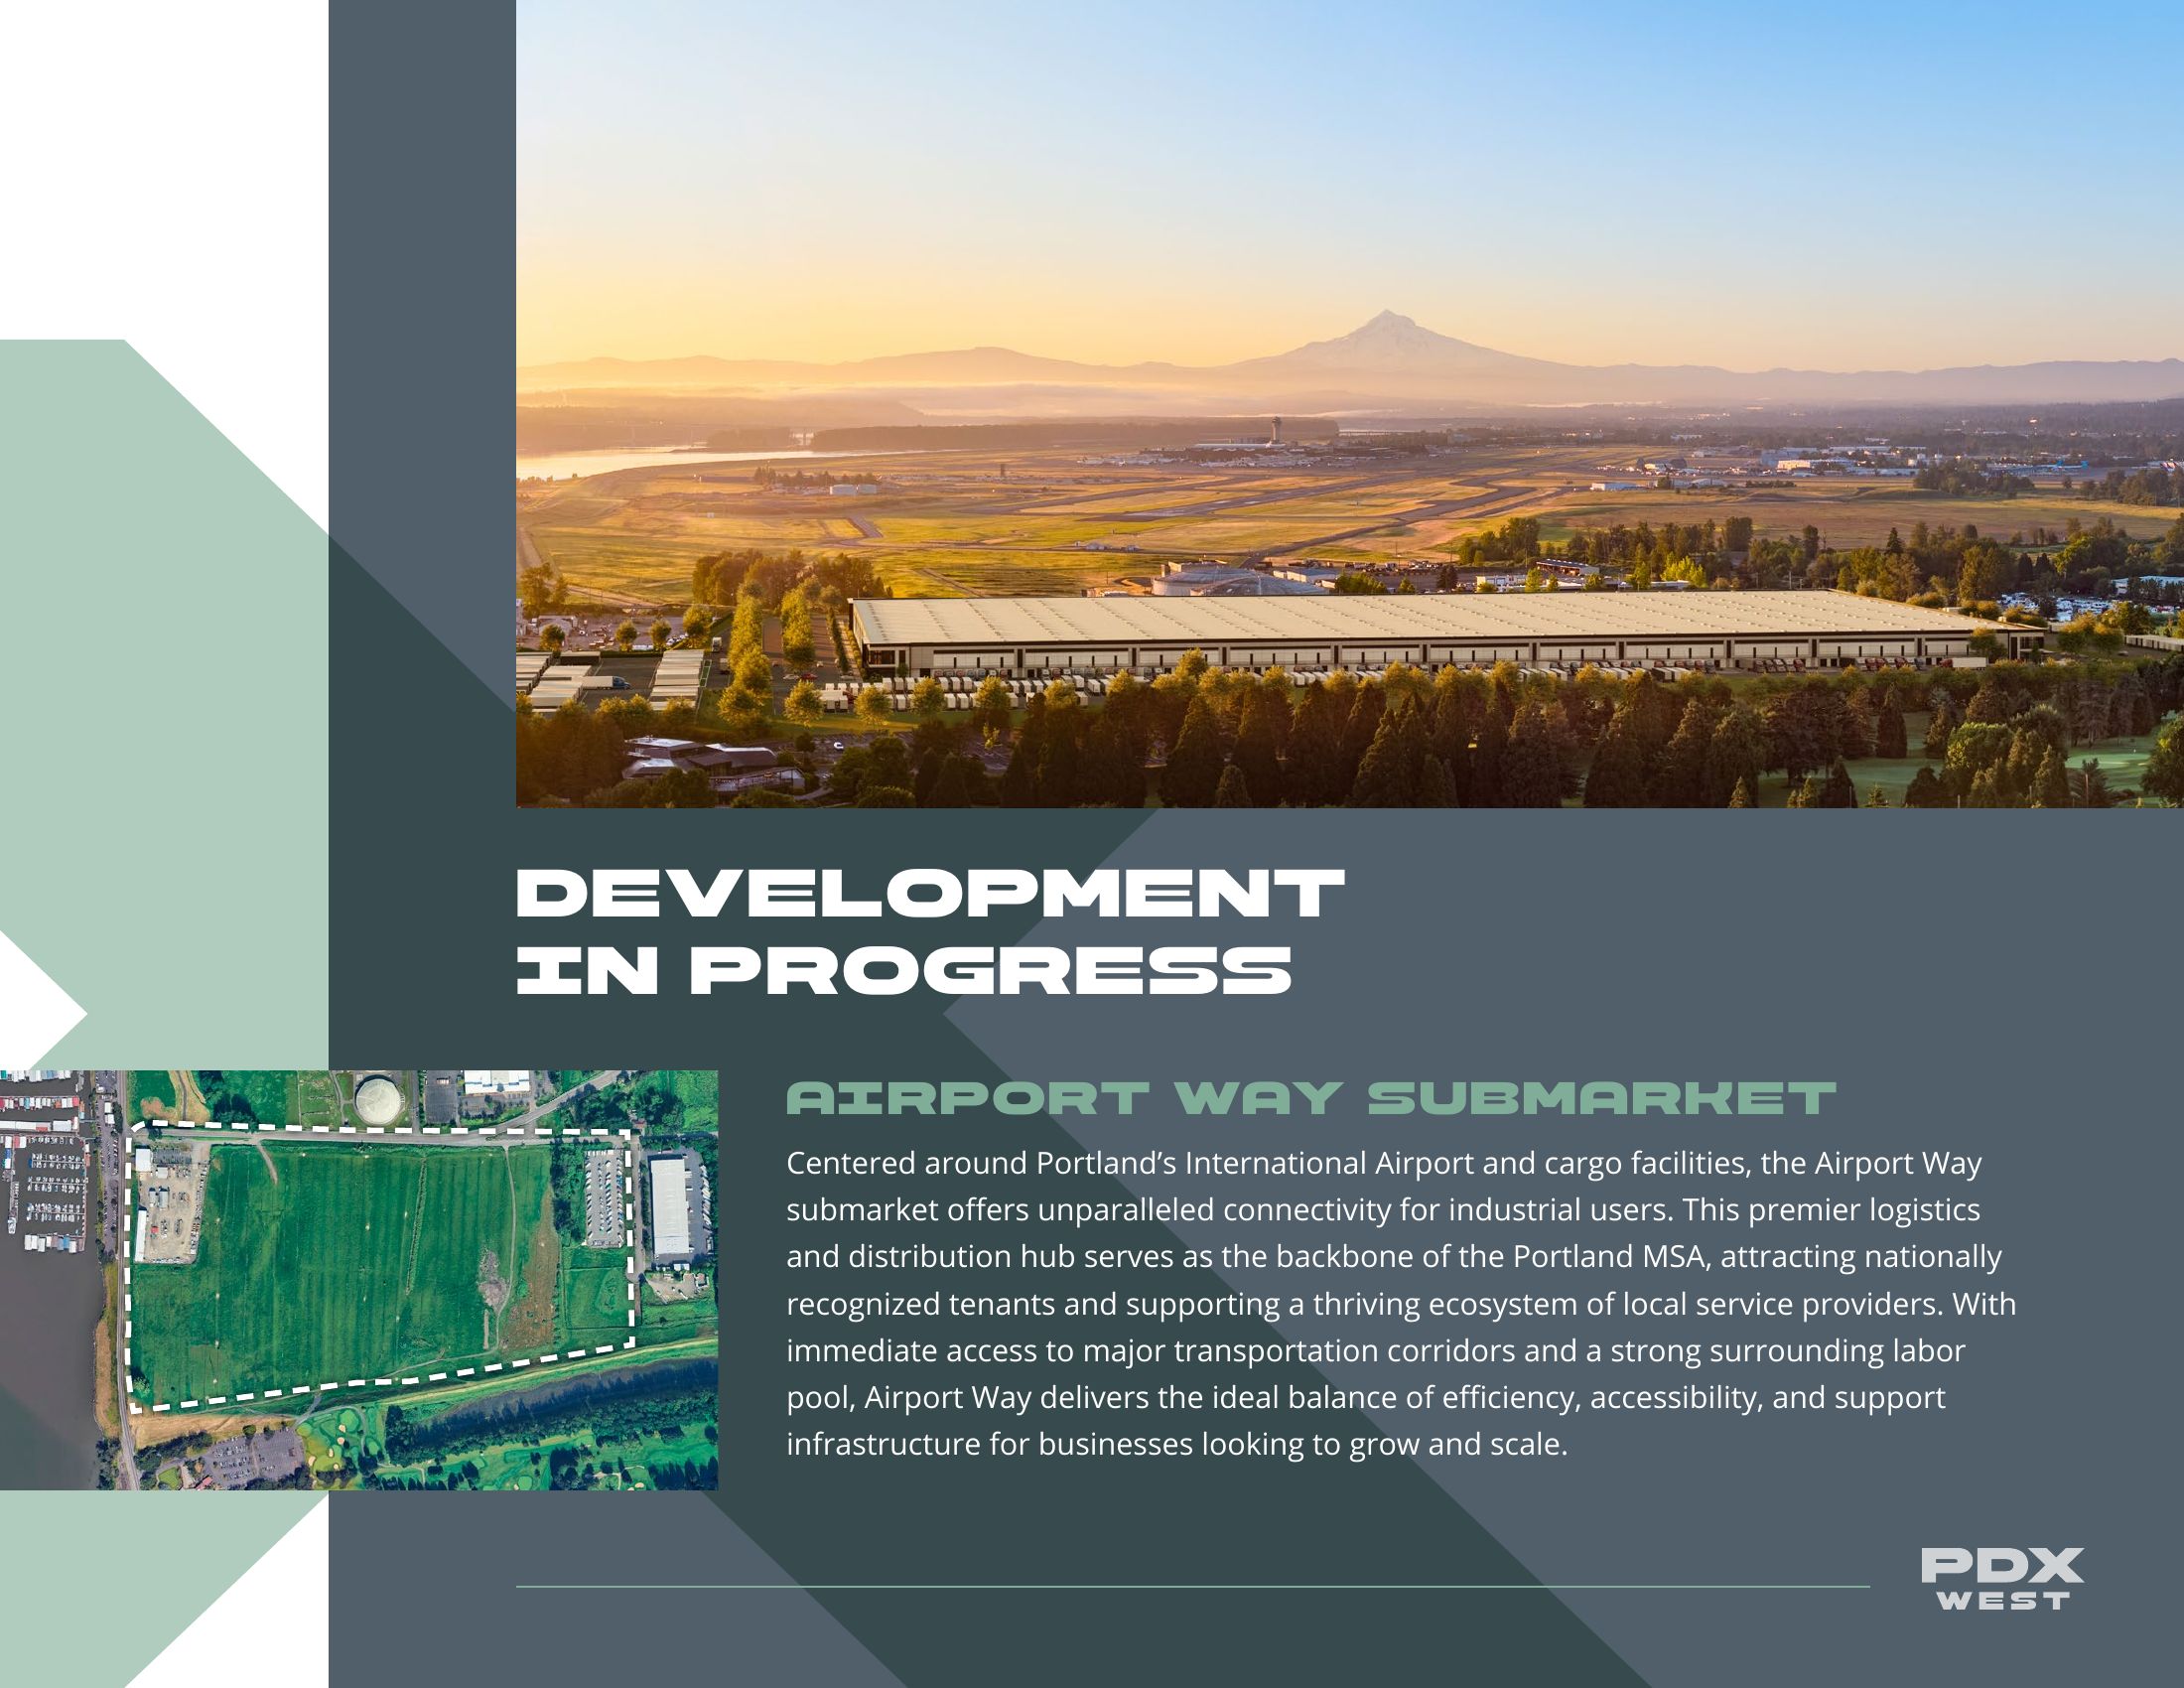 DEVELOPMENT
IN PROGRESS
AIRPORT WAY SUBMARKET
Centered around Portland’s International Airport and cargo facilities, the Airport Way
submarket offers unparalleled connectivity for industrial users. This premier logistics
and distribution hub serves as the backbone of the Portland MSA, attracting nationally
recognized tenants and supporting a thriving ecosystem of local service providers. With
immediate access to major transportation corridors and a strong surrounding labor
pool, Airport Way delivers the ideal balance of efficiency, accessibility, and support
infrastructure for businesses looking to grow and scale.
PDX
WEST